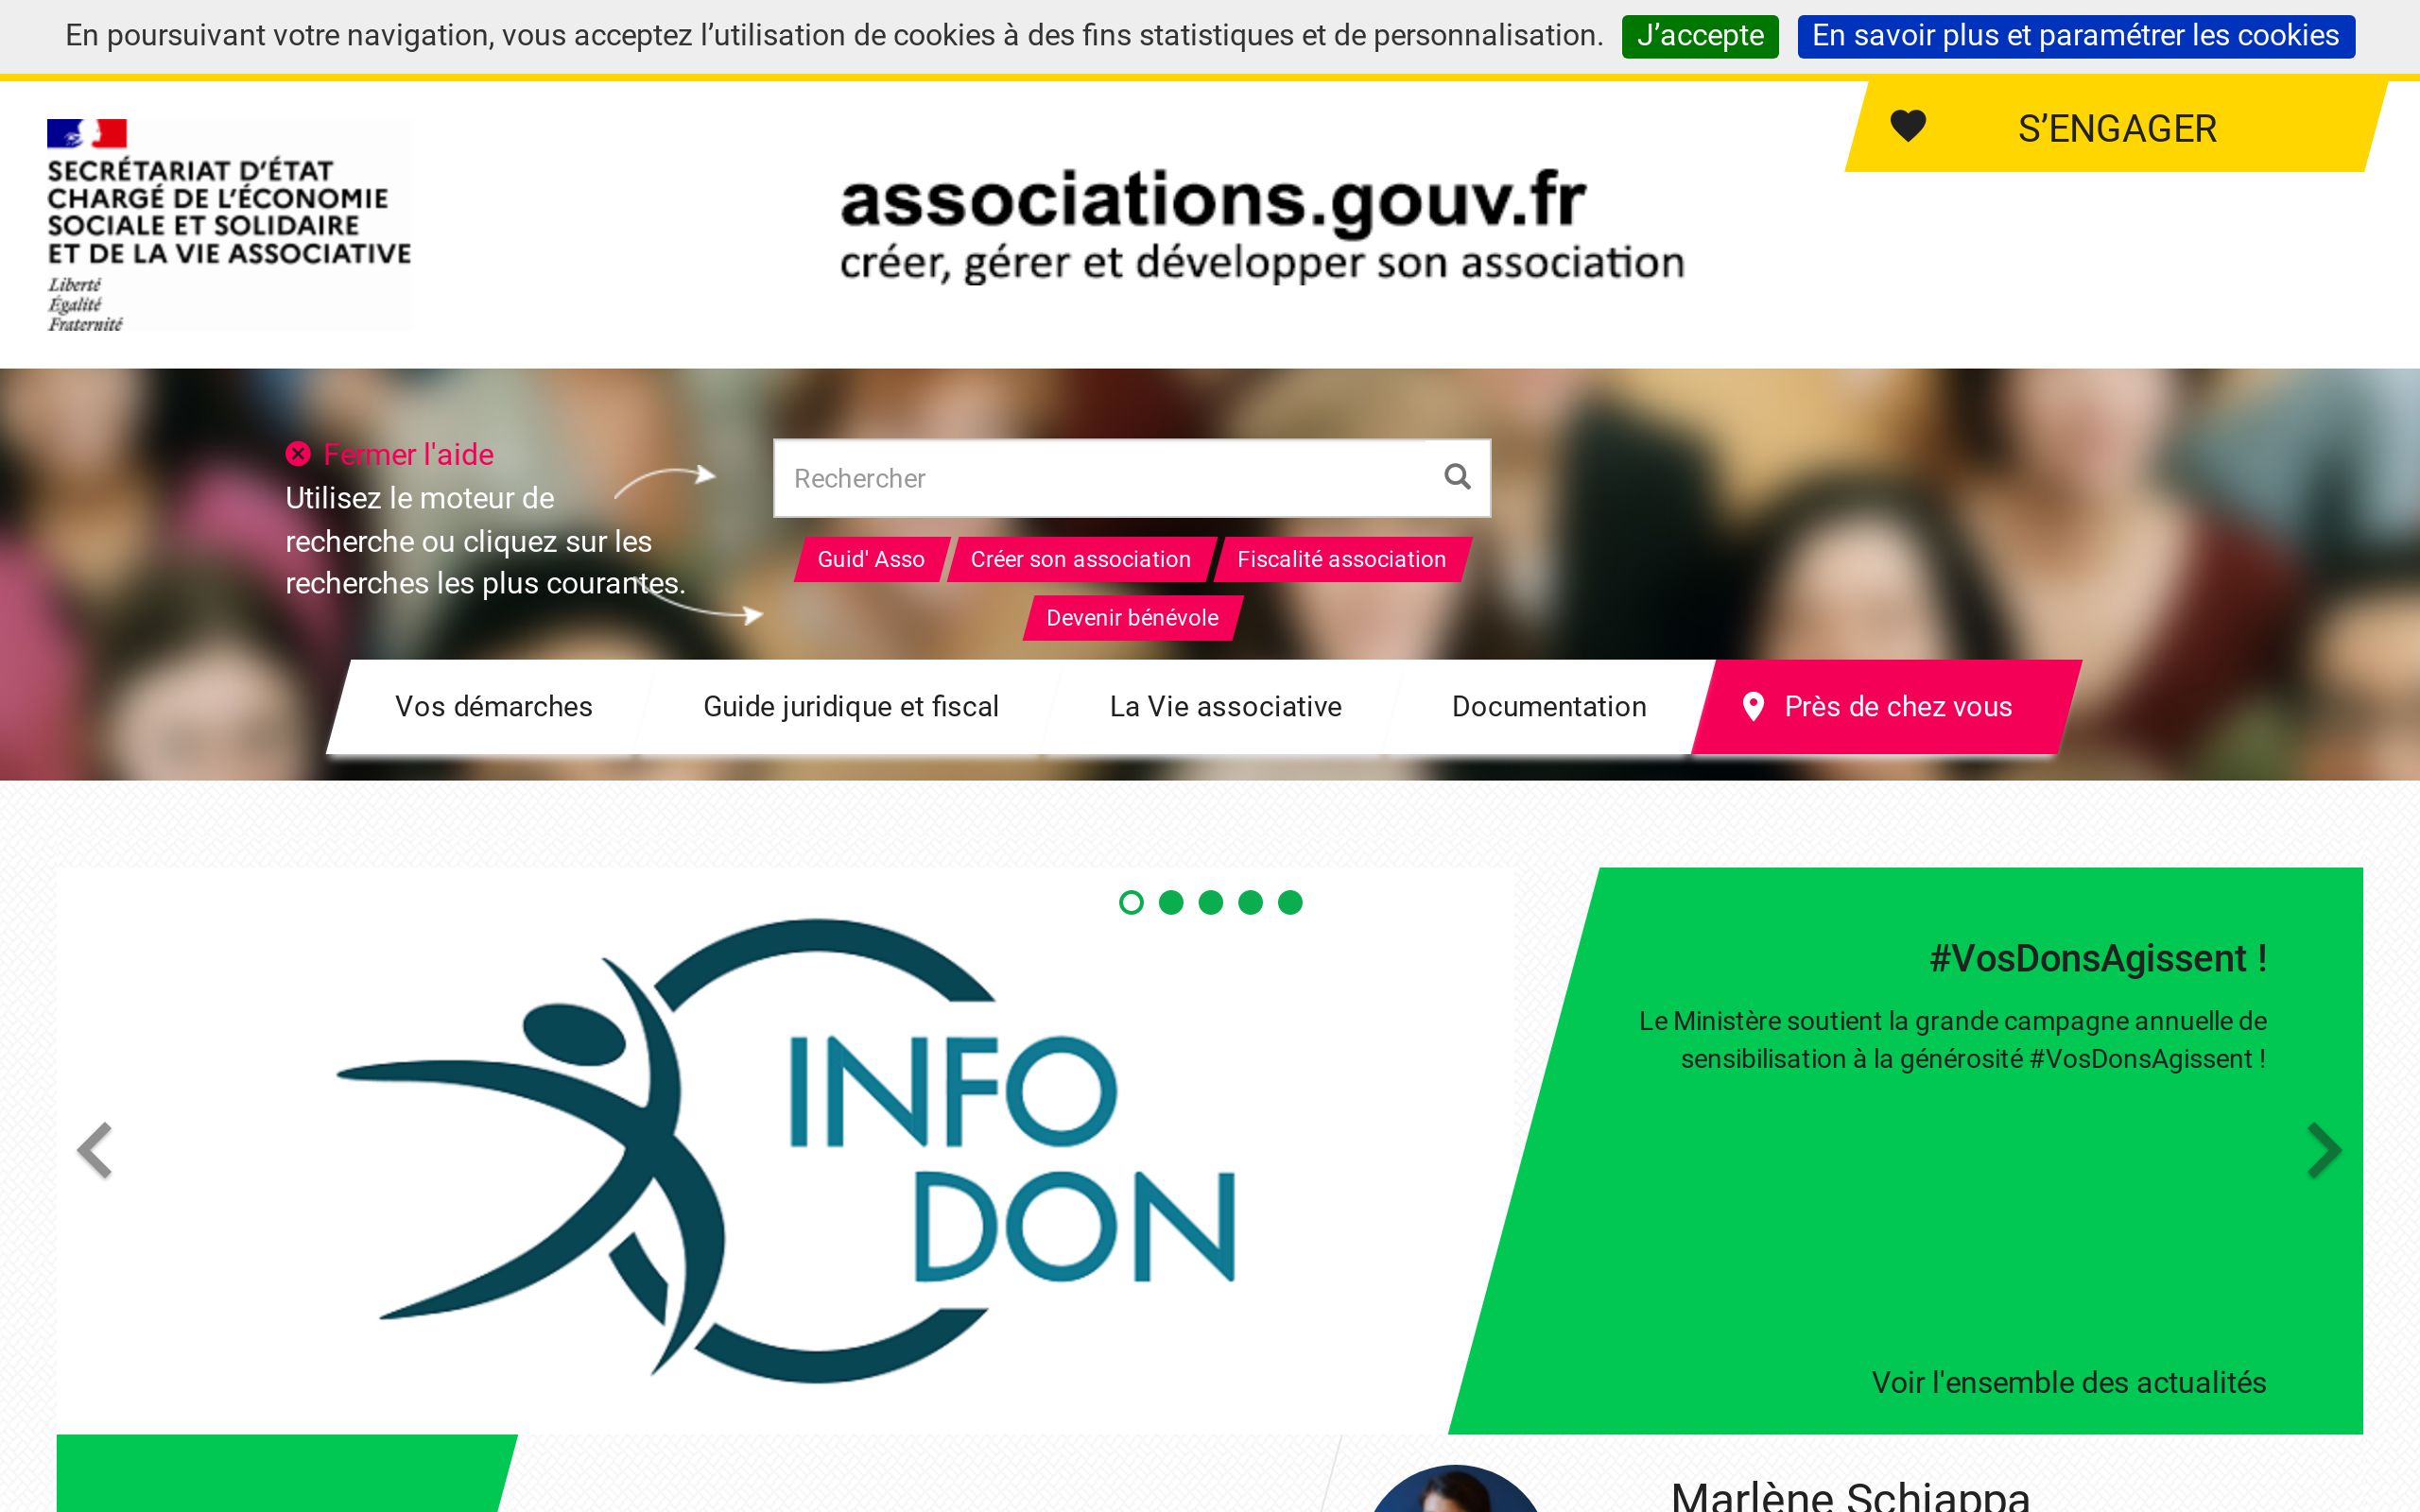 En poursuivant votre navigation, vous acceptez l’utilisation de cookies à des fins statistiques et de personnalisation. J’accepte En savoir plus et paramétrer les cookies
S’ENGAGER
SECRÉTARIAT D’ÉTAT
CHARGÉ DE L’ÉCONOMIE
SOCIALE ET SOLIDAIRE
ET DE LA VIE ASSOCIATIVE
Liberté
Égalité
Fraternité
associations.gouv.fr
créer, gérer et développer son association
Fermer l'aide
Utilisez le moteur de
recherche ou cliquez sur les
recherches les plus courantes.
Rechercher
Guid' Asso Créer son association Fiscalité association
Devenir bénévole
Vos démarches Guide juridique et fiscal La Vie associative Documentation Près de chez vous
INFO
DON
#VosDonsAgissent !
Le Ministère soutient la grande campagne annuelle de
sensibilisation à la générosité #VosDonsAgissent !
Voir l'ensemble des actualités
Marlène Schiappa